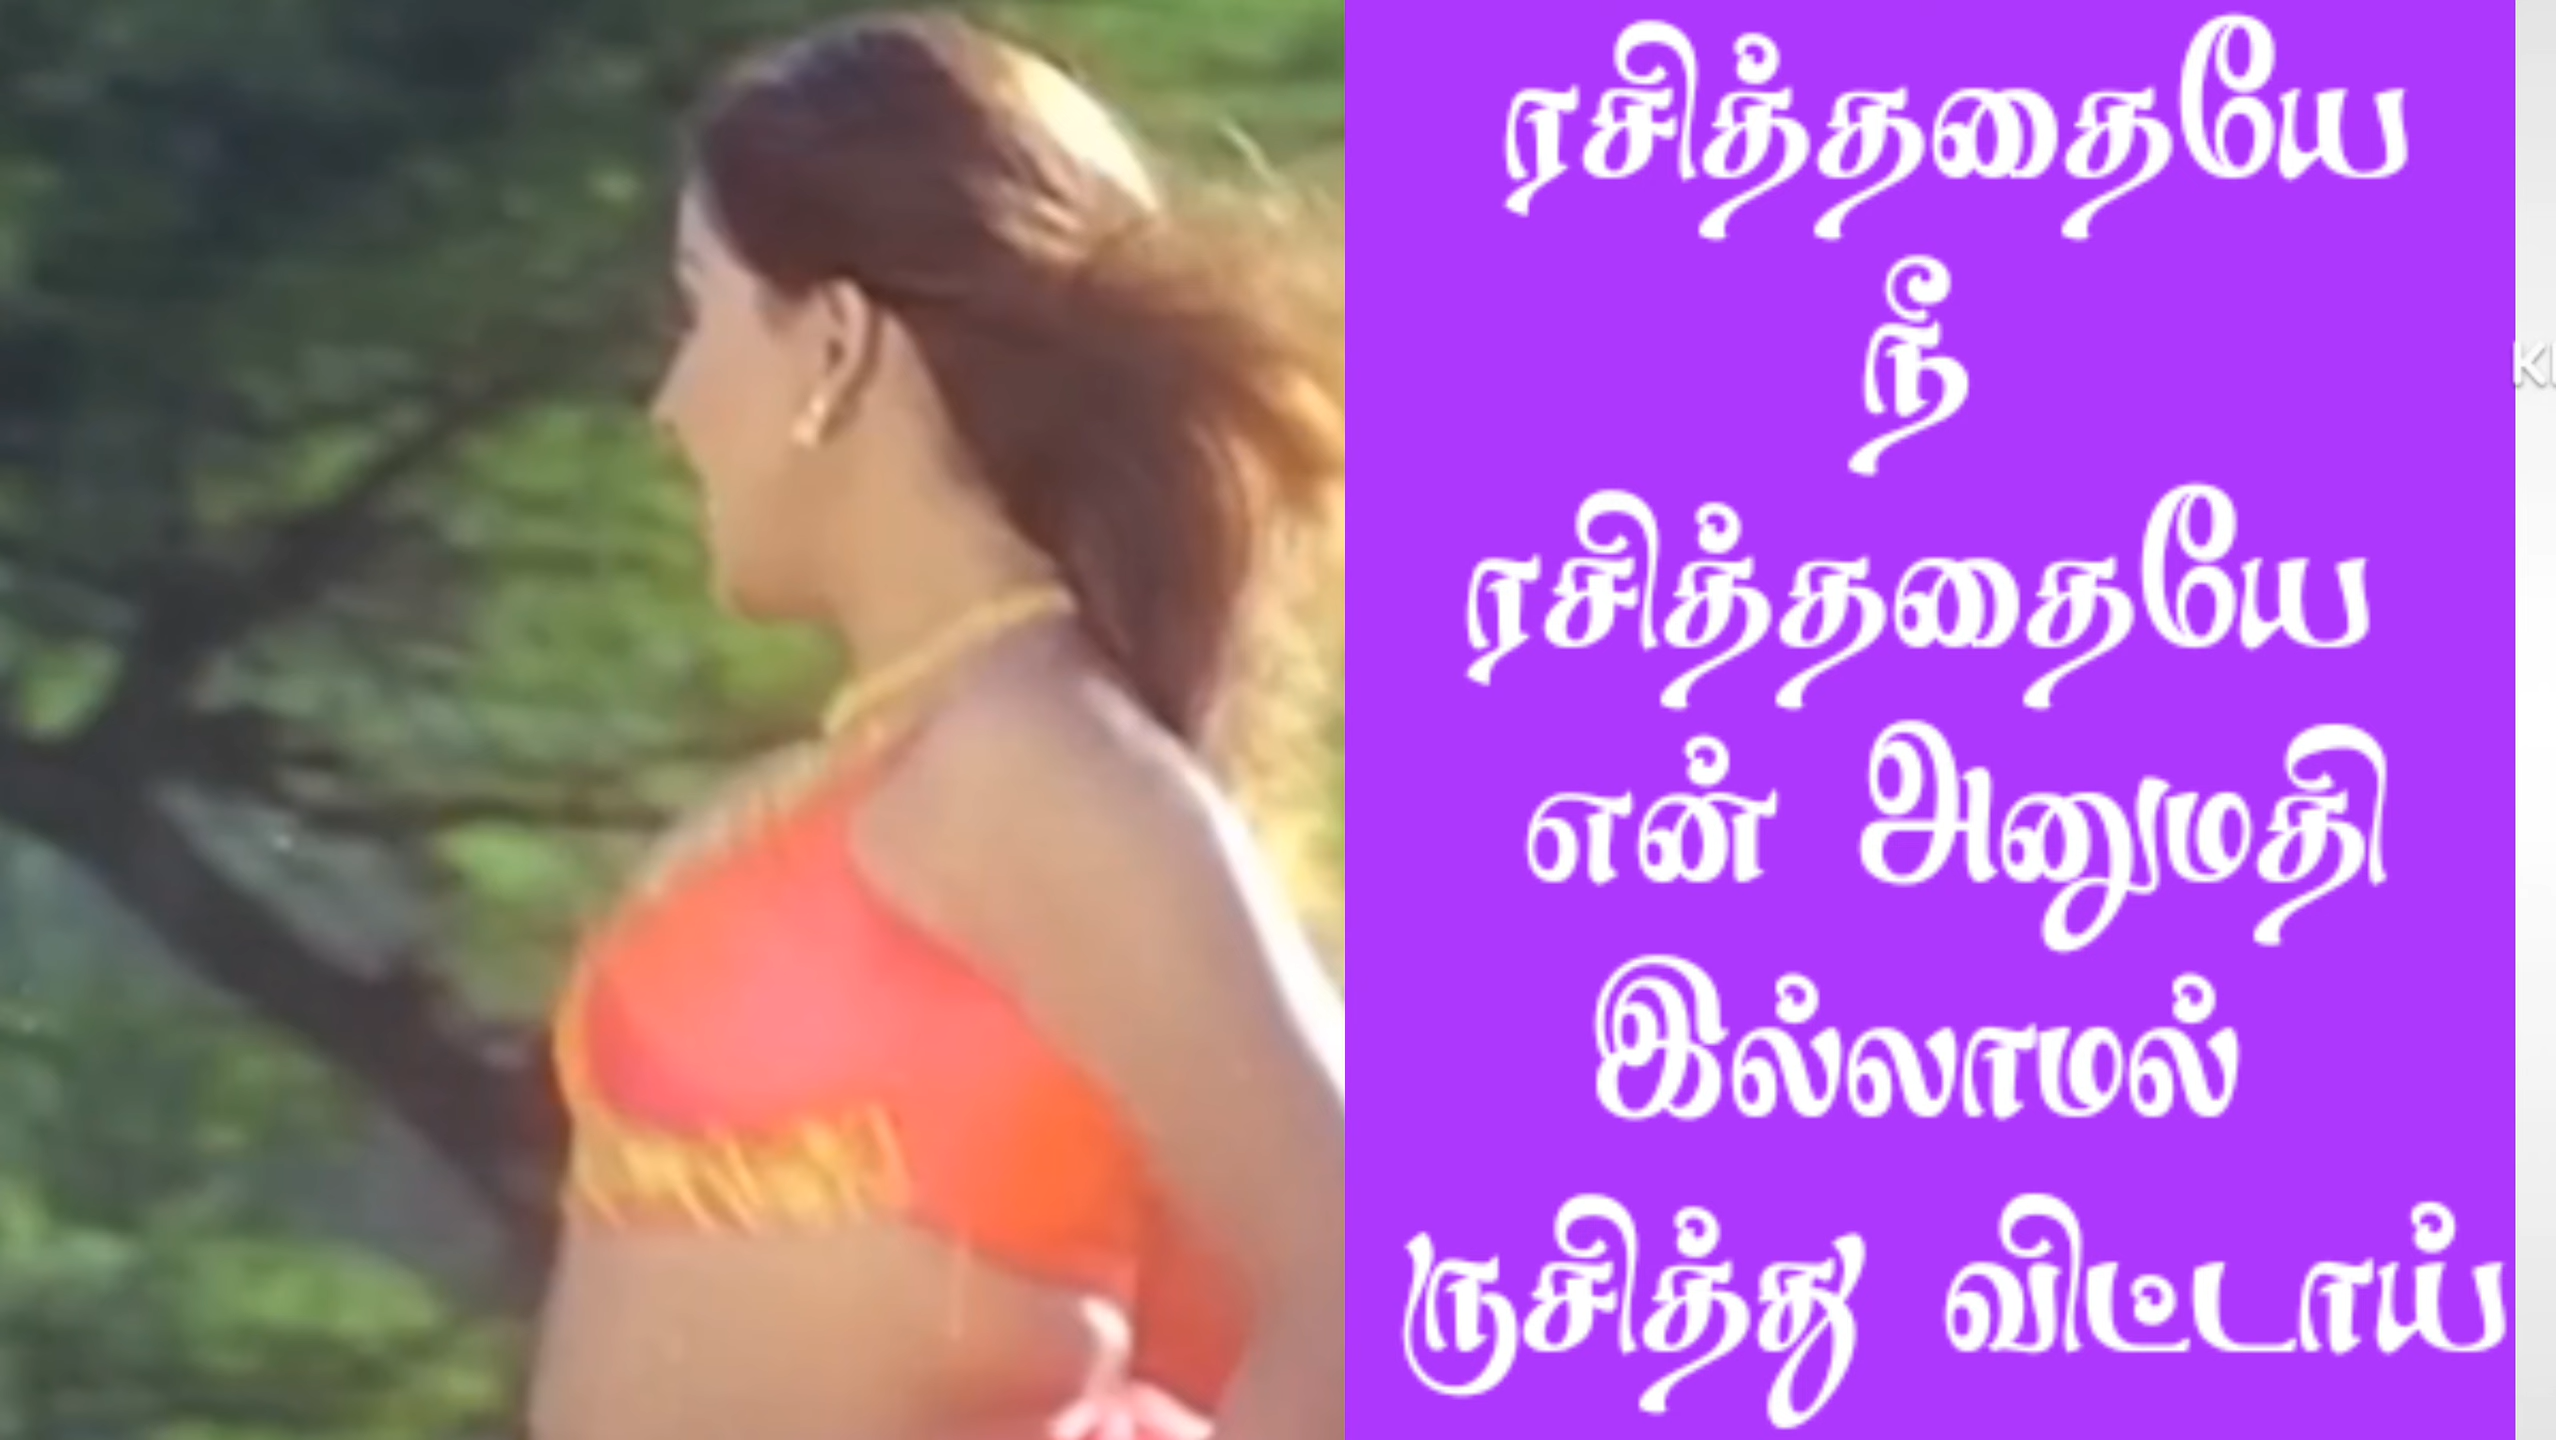 ரசித்ததையே
நீ
ரசித்ததையே
என் அனுமதி
இல்லாமல்
ருசித்து விட்டாய்